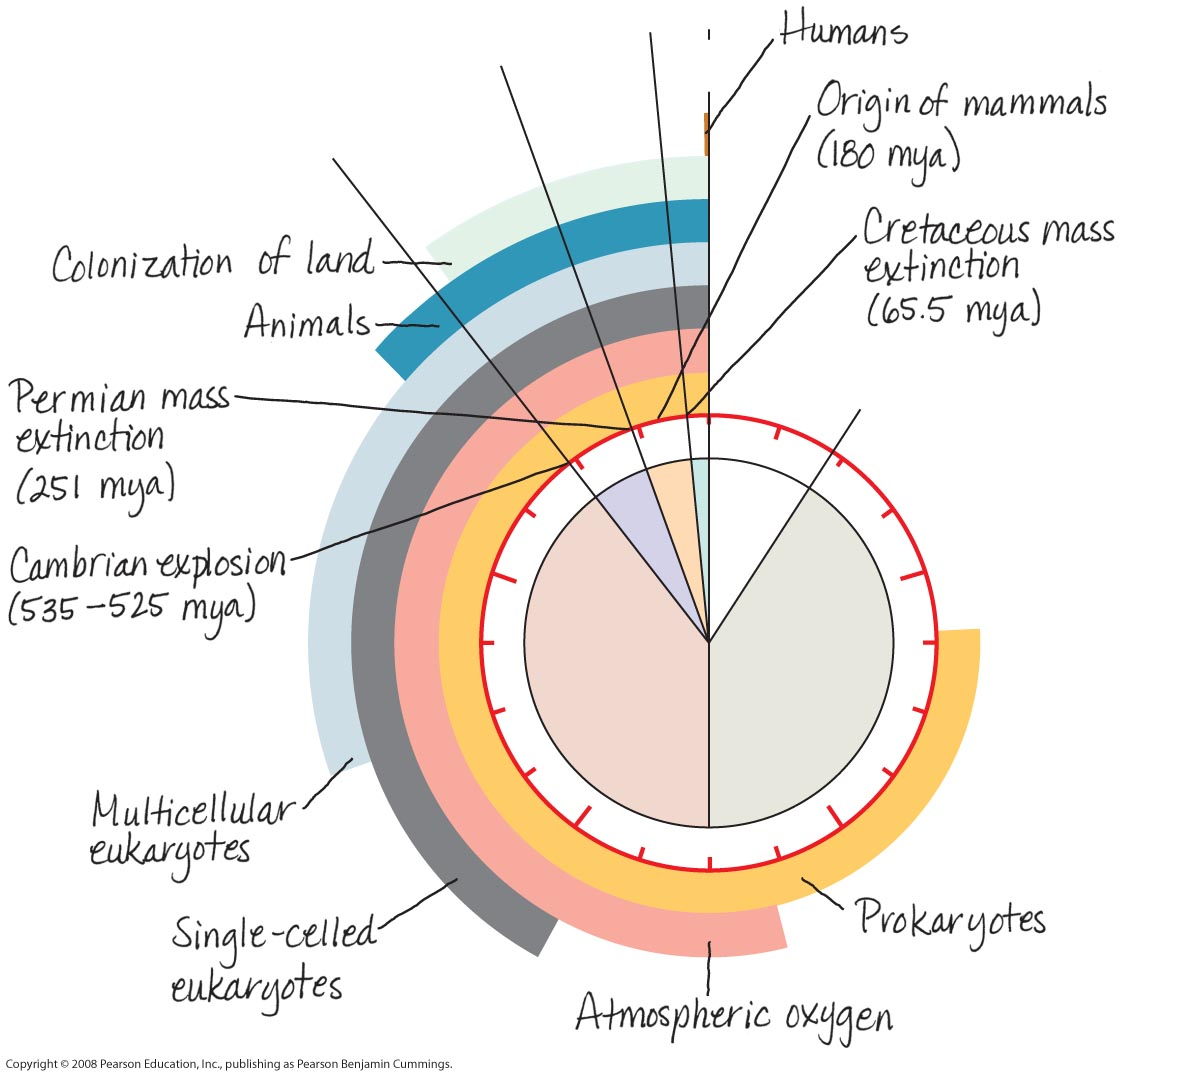 Humans
Origin of mammals
(180 mya)
Cretaceous mass
extinction
(65.5 mya)
Colonization of land
Animals
Permian mass
extinction
(251 mya)
Cambrian explosion
(535–525 mya)
Multicellular
eukaryotes
Single-celled
eukaryotes
Prokaryotes
Atmospheric oxygen
Copyright © 2008 Pearson Education, Inc., publishing as Pearson Benjamin Cummings.